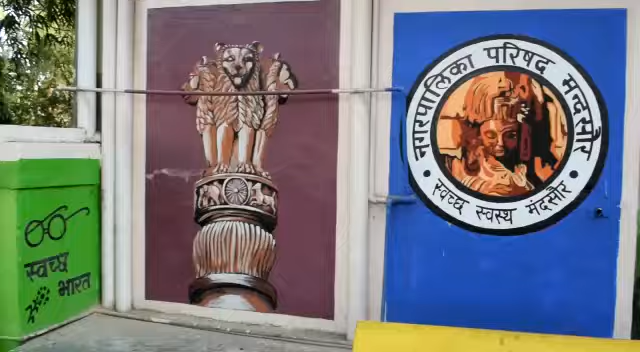 स्वच्छ
भारत
नगरपालिका परिषद मन्दसौर
• स्वच्छ स्वस्थ मंदसौर •